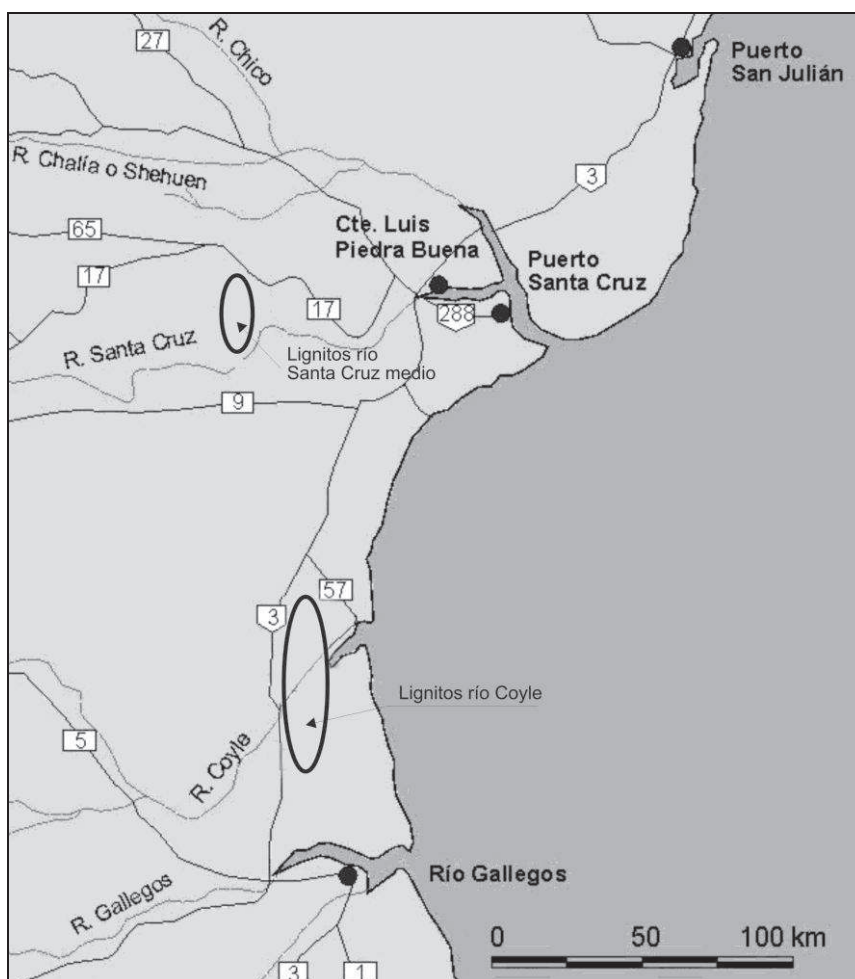 27
R. Chico
Puerto
San Julián
R. Chalía o Shehuen
3
65
Cte. Luis
Piedra Buena
Puerto
Santa Cruz
17
17
288
R. Santa Cruz
Lignitos río
Santa Cruz medio
9
57
3
Lignitos río Coyle
5
R. Coyle
Río Gallegos
R. Gallegos
0 50 100 km
3
1